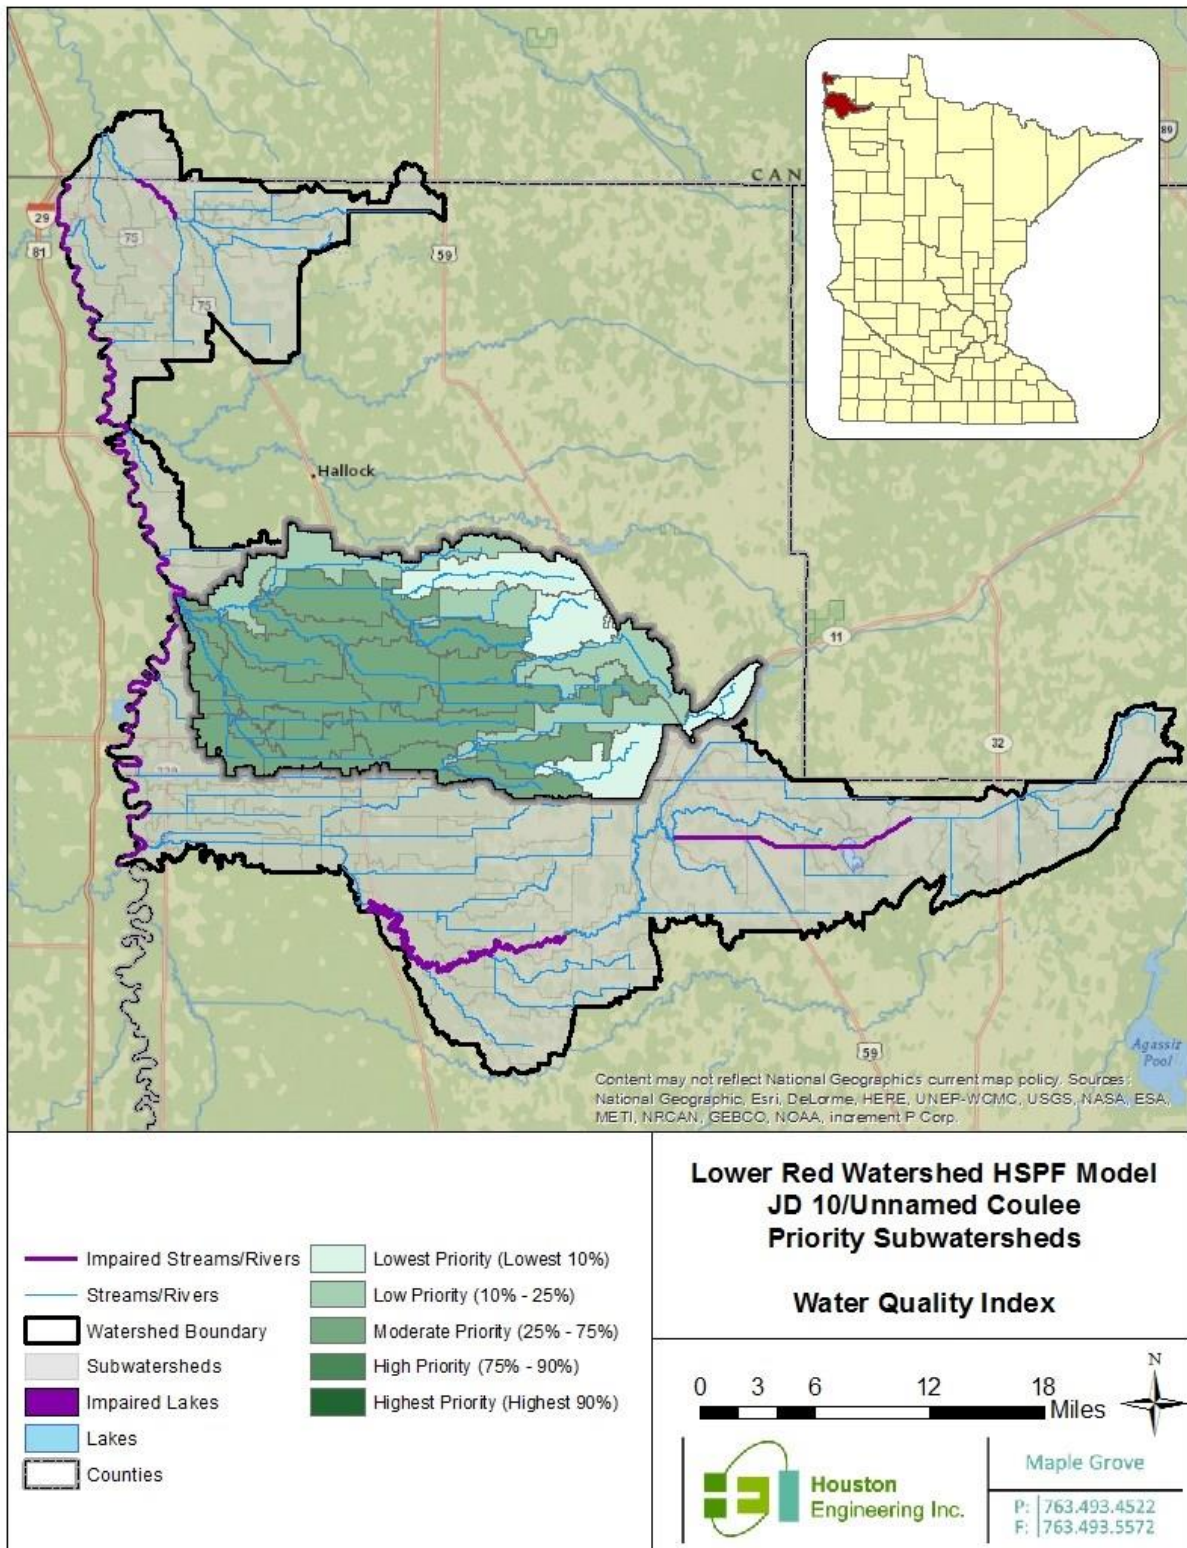 CAN
89
29
81
75
59
75
Hallock
11
32
59
Agassiz
Pool
Content may not reflect National Geographic's current map policy. Sources:
National Geographic, Esri, DeLorme, HERE, UNEP-WCMC, USGS, NASA, ESA,
METI, NRCAN, GEBCO, NOAA, increment P Corp.
Impaired Streams/Rivers
Streams/Rivers
Watershed Boundary
Subwatersheds
Impaired Lakes
Lakes
Counties
Lowest Priority (Lowest 10%)
Low Priority (10% - 25%)
Moderate Priority (25% - 75%)
High Priority (75% - 90%)
Highest Priority (Highest 90%)
Lower Red Watershed HSPF Model
JD 10/Unnamed Coulee
Priority Subwatersheds
Water Quality Index
N
0 3 6 12 18
Miles
Houston
Engineering Inc.
Maple Grove
P: 763.493.4522
F: 763.493.5572